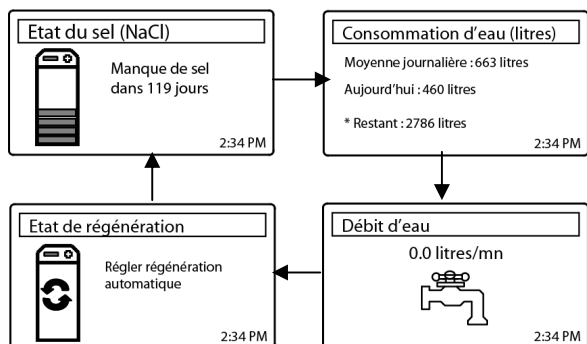 Etat du sel (NaCl)
Manque de sel
dans 119 jours
2:34 PM
Consommation d'eau (litres)
Moyenne journalière : 663 litres
Aujourd'hui : 460 litres
* Restant : 2786 litres
2:34 PM
Etat de régénération
Régler régénération
automatique
2:34 PM
Débit d'eau
0.0 litres/mn
2:34 PM